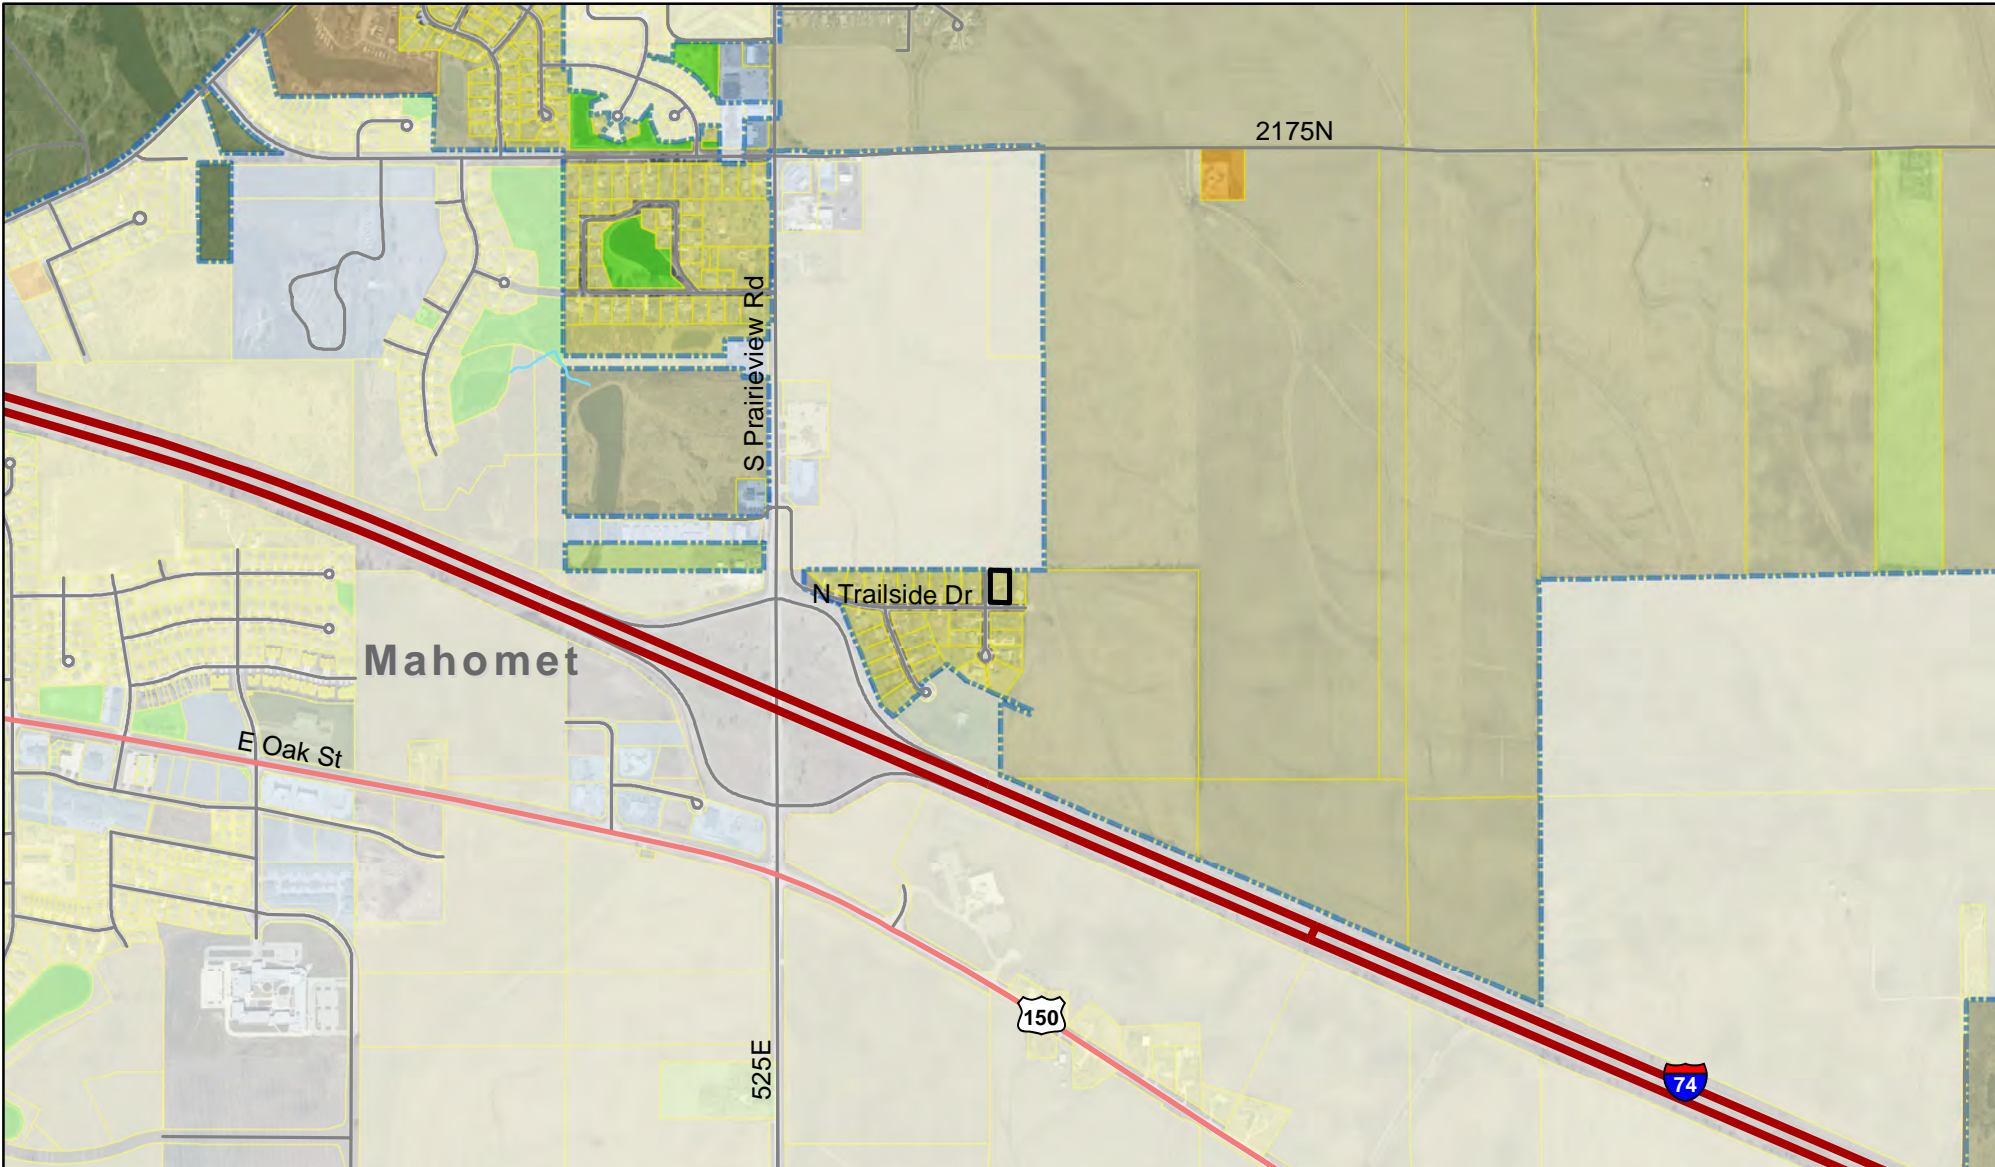 2175N
S Prairieview Rd
N Trailside Dr
Mahomet
E Oak St
150
525E
74